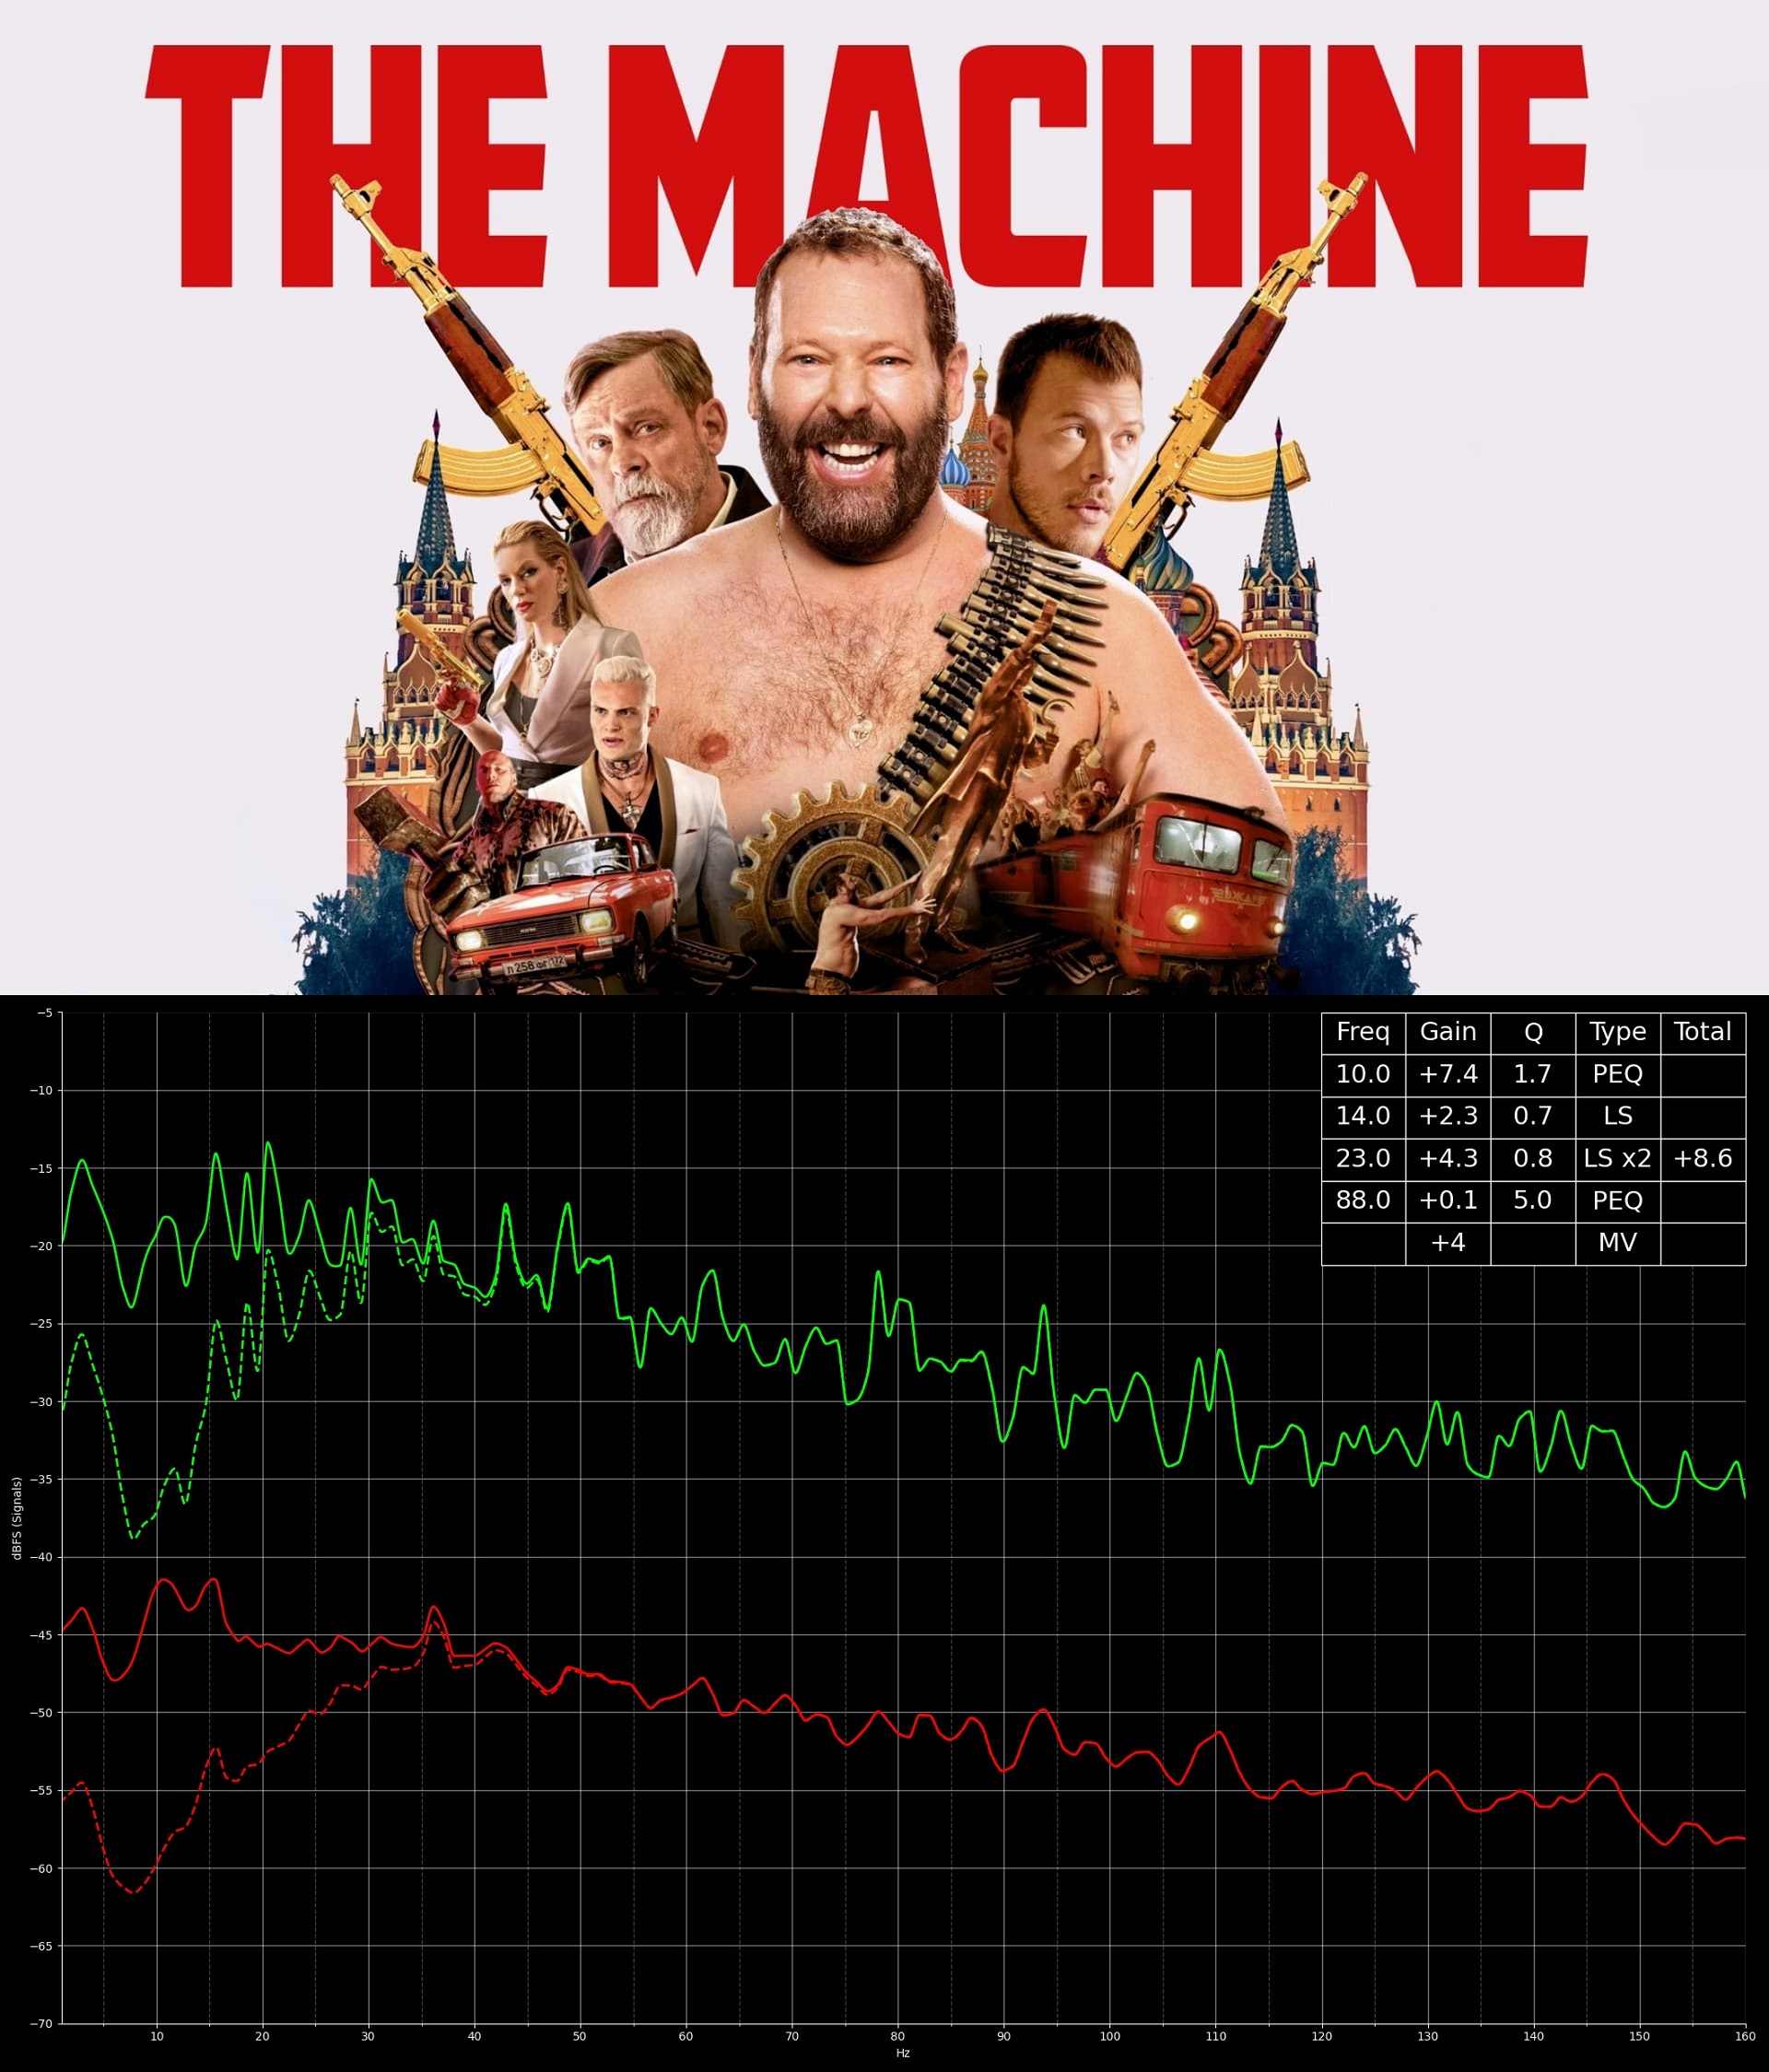 THE MACHINE
п 258 фг 172
−5
−10
−15
−20
−25
−30
−35
−40
−45
−50
−55
−60
−65
−70
dBFS (Signals)
Freq Gain Q Type Total
10.0 +7.4 1.7 PEQ
14.0 +2.3 0.7 LS
23.0 +4.3 0.8 LS x2 +8.6
88.0 +0.1 5.0 PEQ
+4 MV
10 20 30 40 50 60 70 80 90 100 110 120 130 140 150 160
Hz